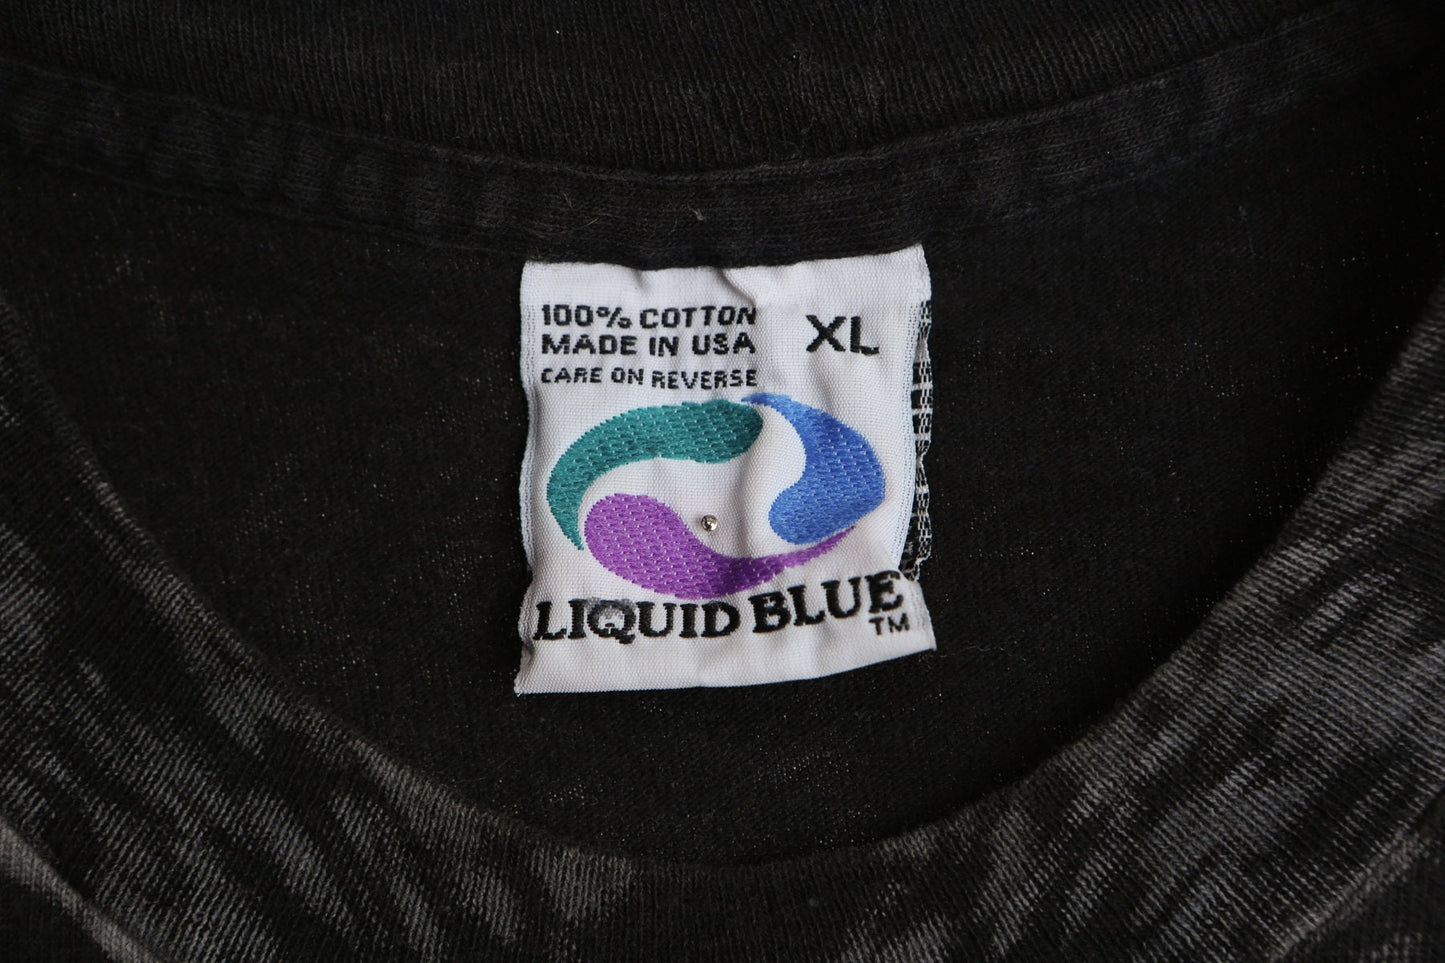 100% COTTON
MADE IN USA
CARE ON REVERSE
XL
LIQUID BLUE
TM